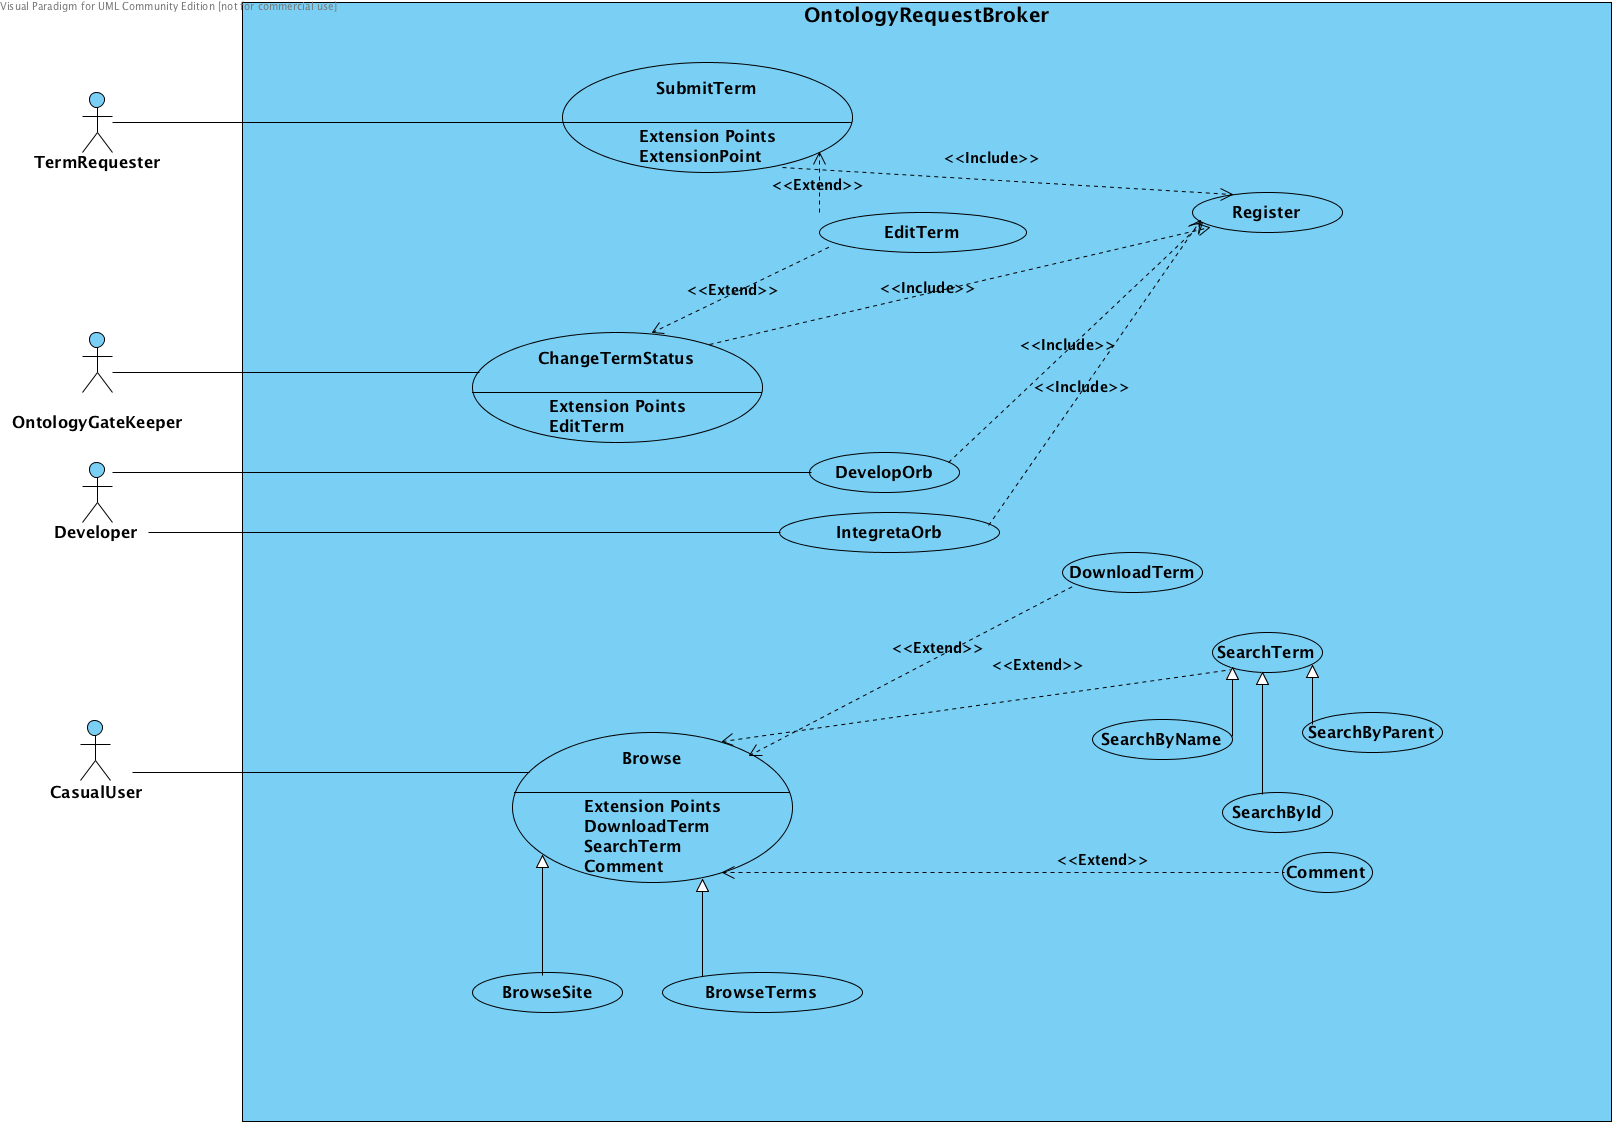 Visual Paradigm for UML Community Edition [not for commercial use]
OntologyRequestBroker
SubmitTerm
Extension Points
ExtensionPoint
TermRequester
<<Include>>
<<Extend>>
Register
EditTerm
<<Extend>>
<<Include>>
ChangeTermStatus
Extension Points
EditTerm
OntologyGateKeeper
<<Include>>
<<Include>>
DevelopOrb
Developer
IntegretaOrb
DownloadTerm
<<Extend>>
SearchTerm
<<Extend>>
SearchByName
SearchByParent
Browse
Extension Points
DownloadTerm
SearchTerm
Comment
CasualUser
SearchById
<<Extend>>
Comment
BrowseSite
BrowseTerms